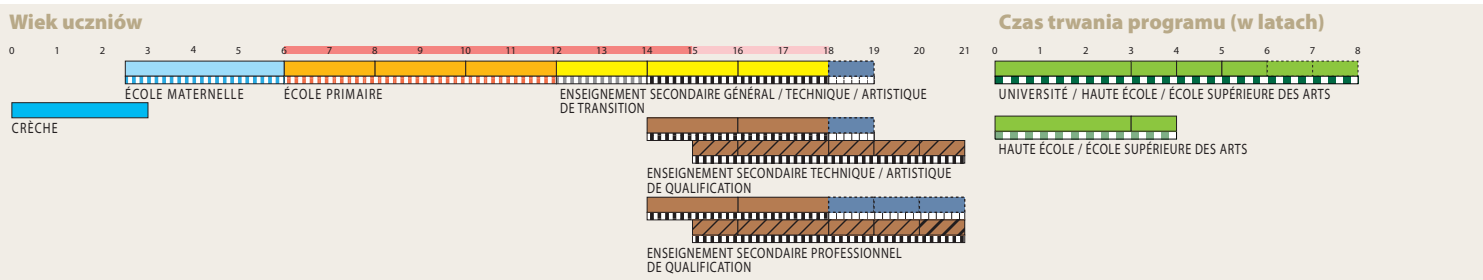 Wiek uczniów
Czas trwania programu (w latach)
0 1 2 3 4 5 6 7 8 9 10 11 12 13 14 15 16 17 18 19 20 21
0 1 2 3 4 5 6 7 8
ÉCOLE MATERNELLE
ÉCOLE PRIMAIRE
ENSEIGNEMENT SECONDAIRE GÉNÉRAL / TECHNIQUE / ARTISTIQUE
DE TRANSITION
UNIVERSITÉ / HAUTE ÉCOLE / ÉCOLE SUPÉRIEURE DES ARTS
CRÈCHE
HAUTE ÉCOLE / ÉCOLE SUPÉRIEURE DES ARTS
ENSEIGNEMENT SECONDAIRE TECHNIQUE / ARTISTIQUE
DE QUALIFICATION
ENSEIGNEMENT SECONDAIRE PROFESSIONNEL
DE QUALIFICATION